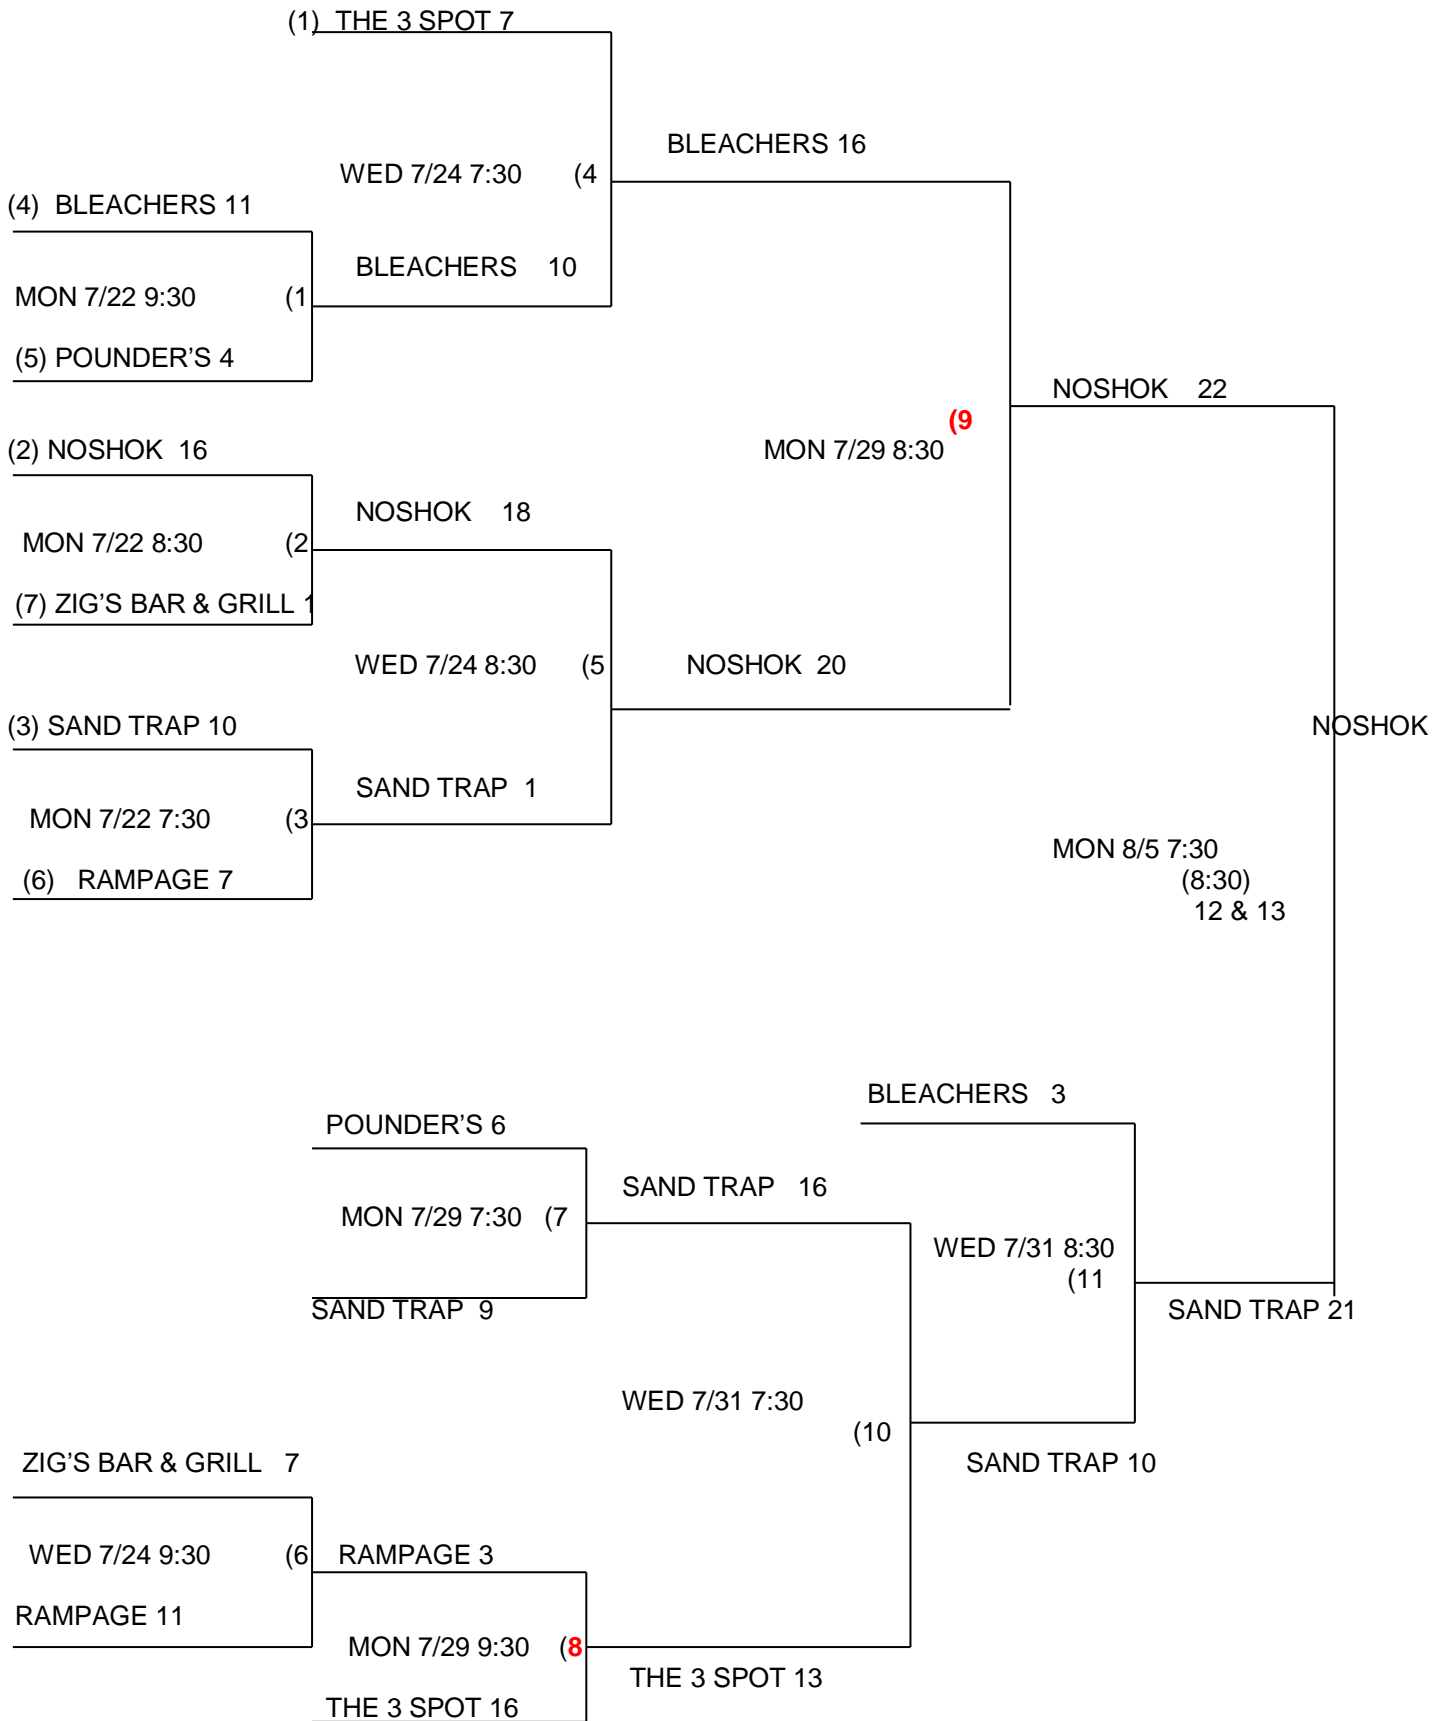 (1) THE 3 SPOT 7
BLEACHERS 16
WED 7/24 7:30 (4
(4) BLEACHERS 11
BLEACHERS 10
MON 7/22 9:30 (1
(5) POUNDER'S 4
NOSHOK 22
(9
(2) NOSHOK 16
MON 7/29 8:30
NOSHOK 18
MON 7/22 8:30 (2
(7) ZIG'S BAR & GRILL 1
WED 7/24 8:30 (5
NOSHOK 20
(3) SAND TRAP 10
NOSHOK
SAND TRAP 1
MON 7/22 7:30 (3
MON 8/5 7:30
(6) RAMPAGE 7
(8:30)
12 & 13
BLEACHERS 3
POUNDER'S 6
SAND TRAP 16
MON 7/29 7:30 (7
WED 7/31 8:30
(11
SAND TRAP 9
SAND TRAP 21
WED 7/31 7:30
(10
ZIG'S BAR & GRILL 7
SAND TRAP 10
WED 7/24 9:30 (6
RAMPAGE 3
RAMPAGE 11
MON 7/29 9:30 (8
THE 3 SPOT 13
THE 3 SPOT 16